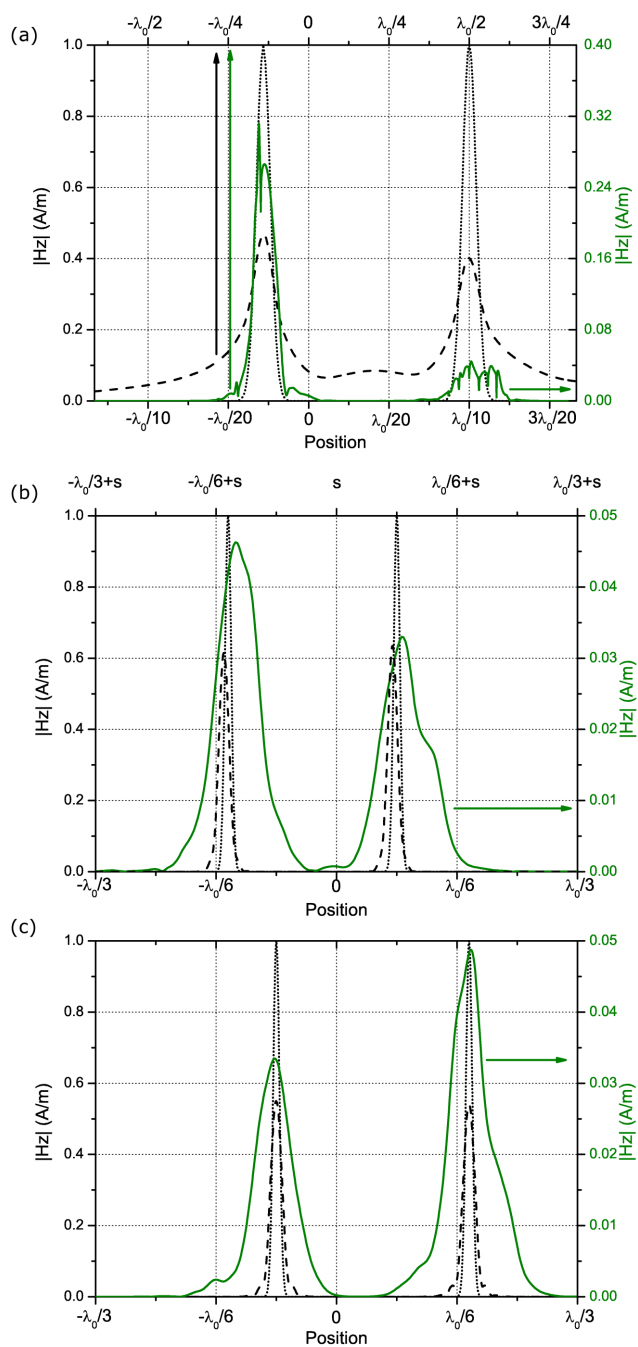 (a)
-λ₀/2 -λ₀/4 0 λ₀/4 λ₀/2 3λ₀/4
1.0 0.8 0.6 0.4 0.2 0.0
|Hz| (A/m)
0.40 0.32 0.24 0.16 0.08 0.00
|Hz| (A/m)
-λ₀/10 -λ₀/20 0 λ₀/20 λ₀/10 3λ₀/20
Position
(b)
-λ₀/3+s -λ₀/6+s s λ₀/6+s λ₀/3+s
1.0 0.8 0.6 0.4 0.2 0.0
|Hz| (A/m)
0.05 0.04 0.03 0.02 0.01 0.00
|Hz| (A/m)
-λ₀/3 -λ₀/6 0 λ₀/6 λ₀/3
Position
(c)
1.0 0.8 0.6 0.4 0.2 0.0
|Hz| (A/m)
0.05 0.04 0.03 0.02 0.01 0.00
|Hz| (A/m)
-λ₀/3 -λ₀/6 0 λ₀/6 λ₀/3
Position